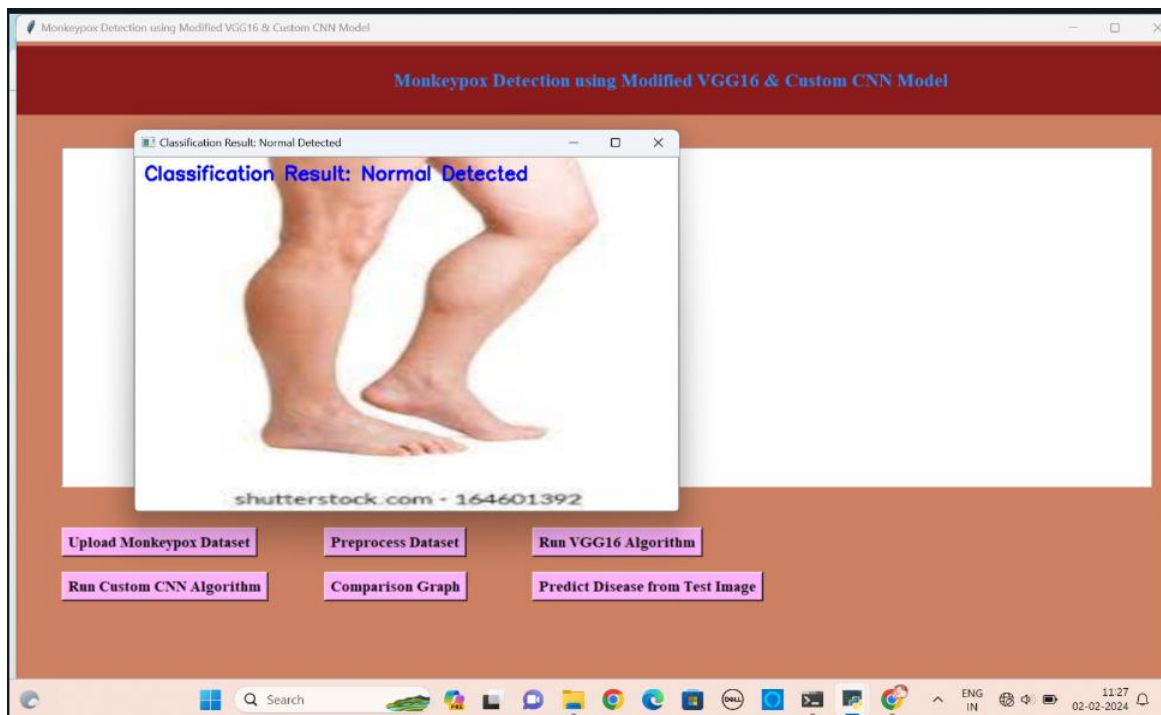 Monkeypox Detection using Modified VGG16 & Custom CNN Model
Monkeypox Detection using Modified VGG16 & Custom CNN Model
Classification Result: Normal Detected
Classification Result: Normal Detected
shutterstock.com - 164601392
Upload Monkeypox Dataset
Preprocess Dataset
Run VGG16 Algorithm
Run Custom CNN Algorithm
Comparison Graph
Predict Disease from Test Image
Search
PRE
DELL
ENG
IN
11:27
02-02-2024